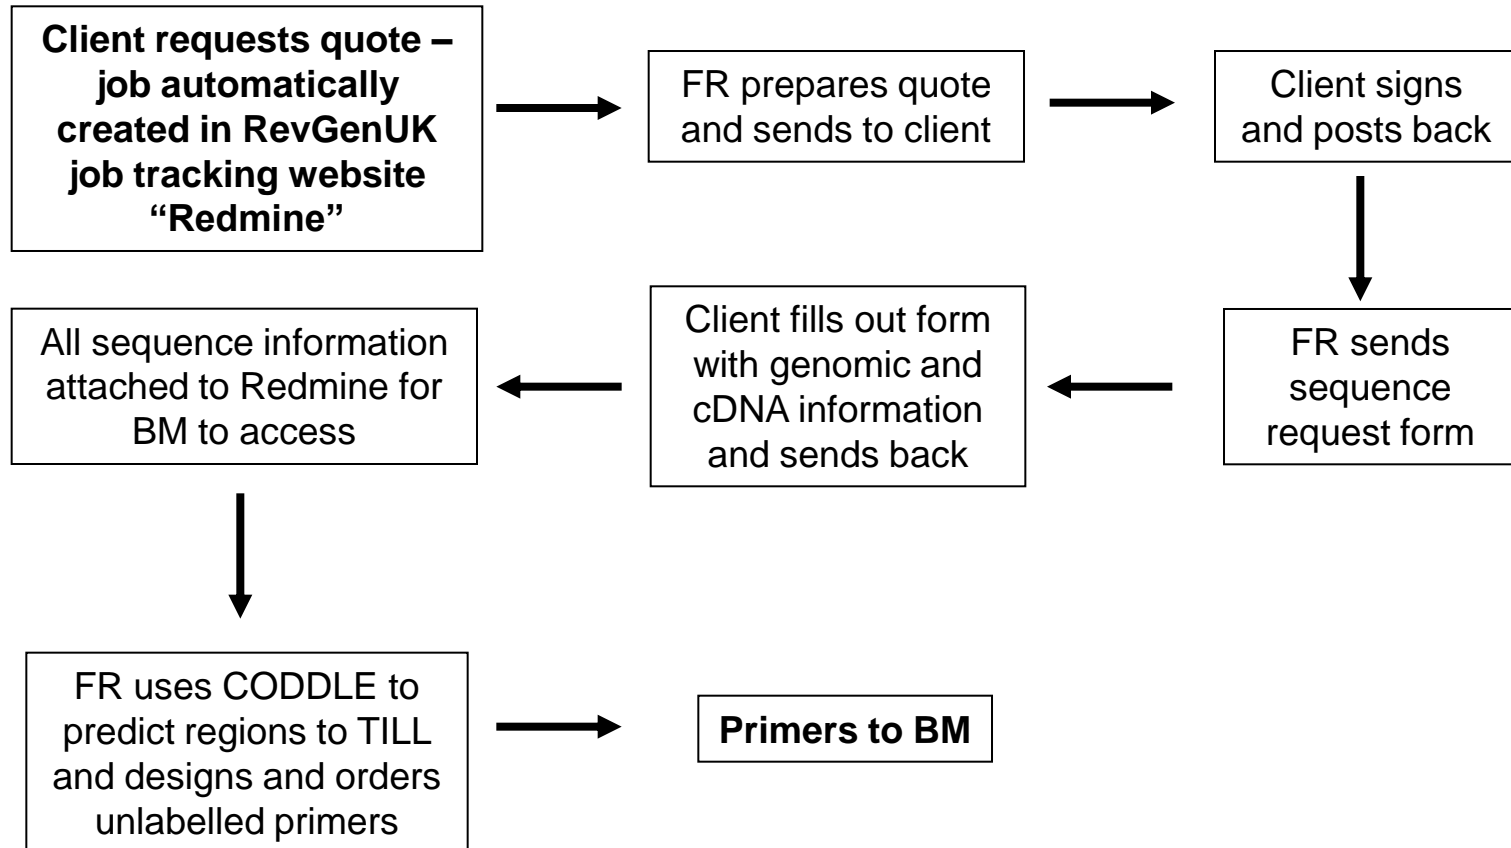 Client requests quote –
job automatically
created in RevGenUK
job tracking website
“Redmine”
FR prepares quote
and sends to client
Client signs
and posts back
FR sends
sequence
request form
Client fills out form
with genomic and
cDNA information
and sends back
All sequence information
attached to Redmine for
BM to access
FR uses CODDLE to
predict regions to TILL
and designs and orders
unlabelled primers
Primers to BM